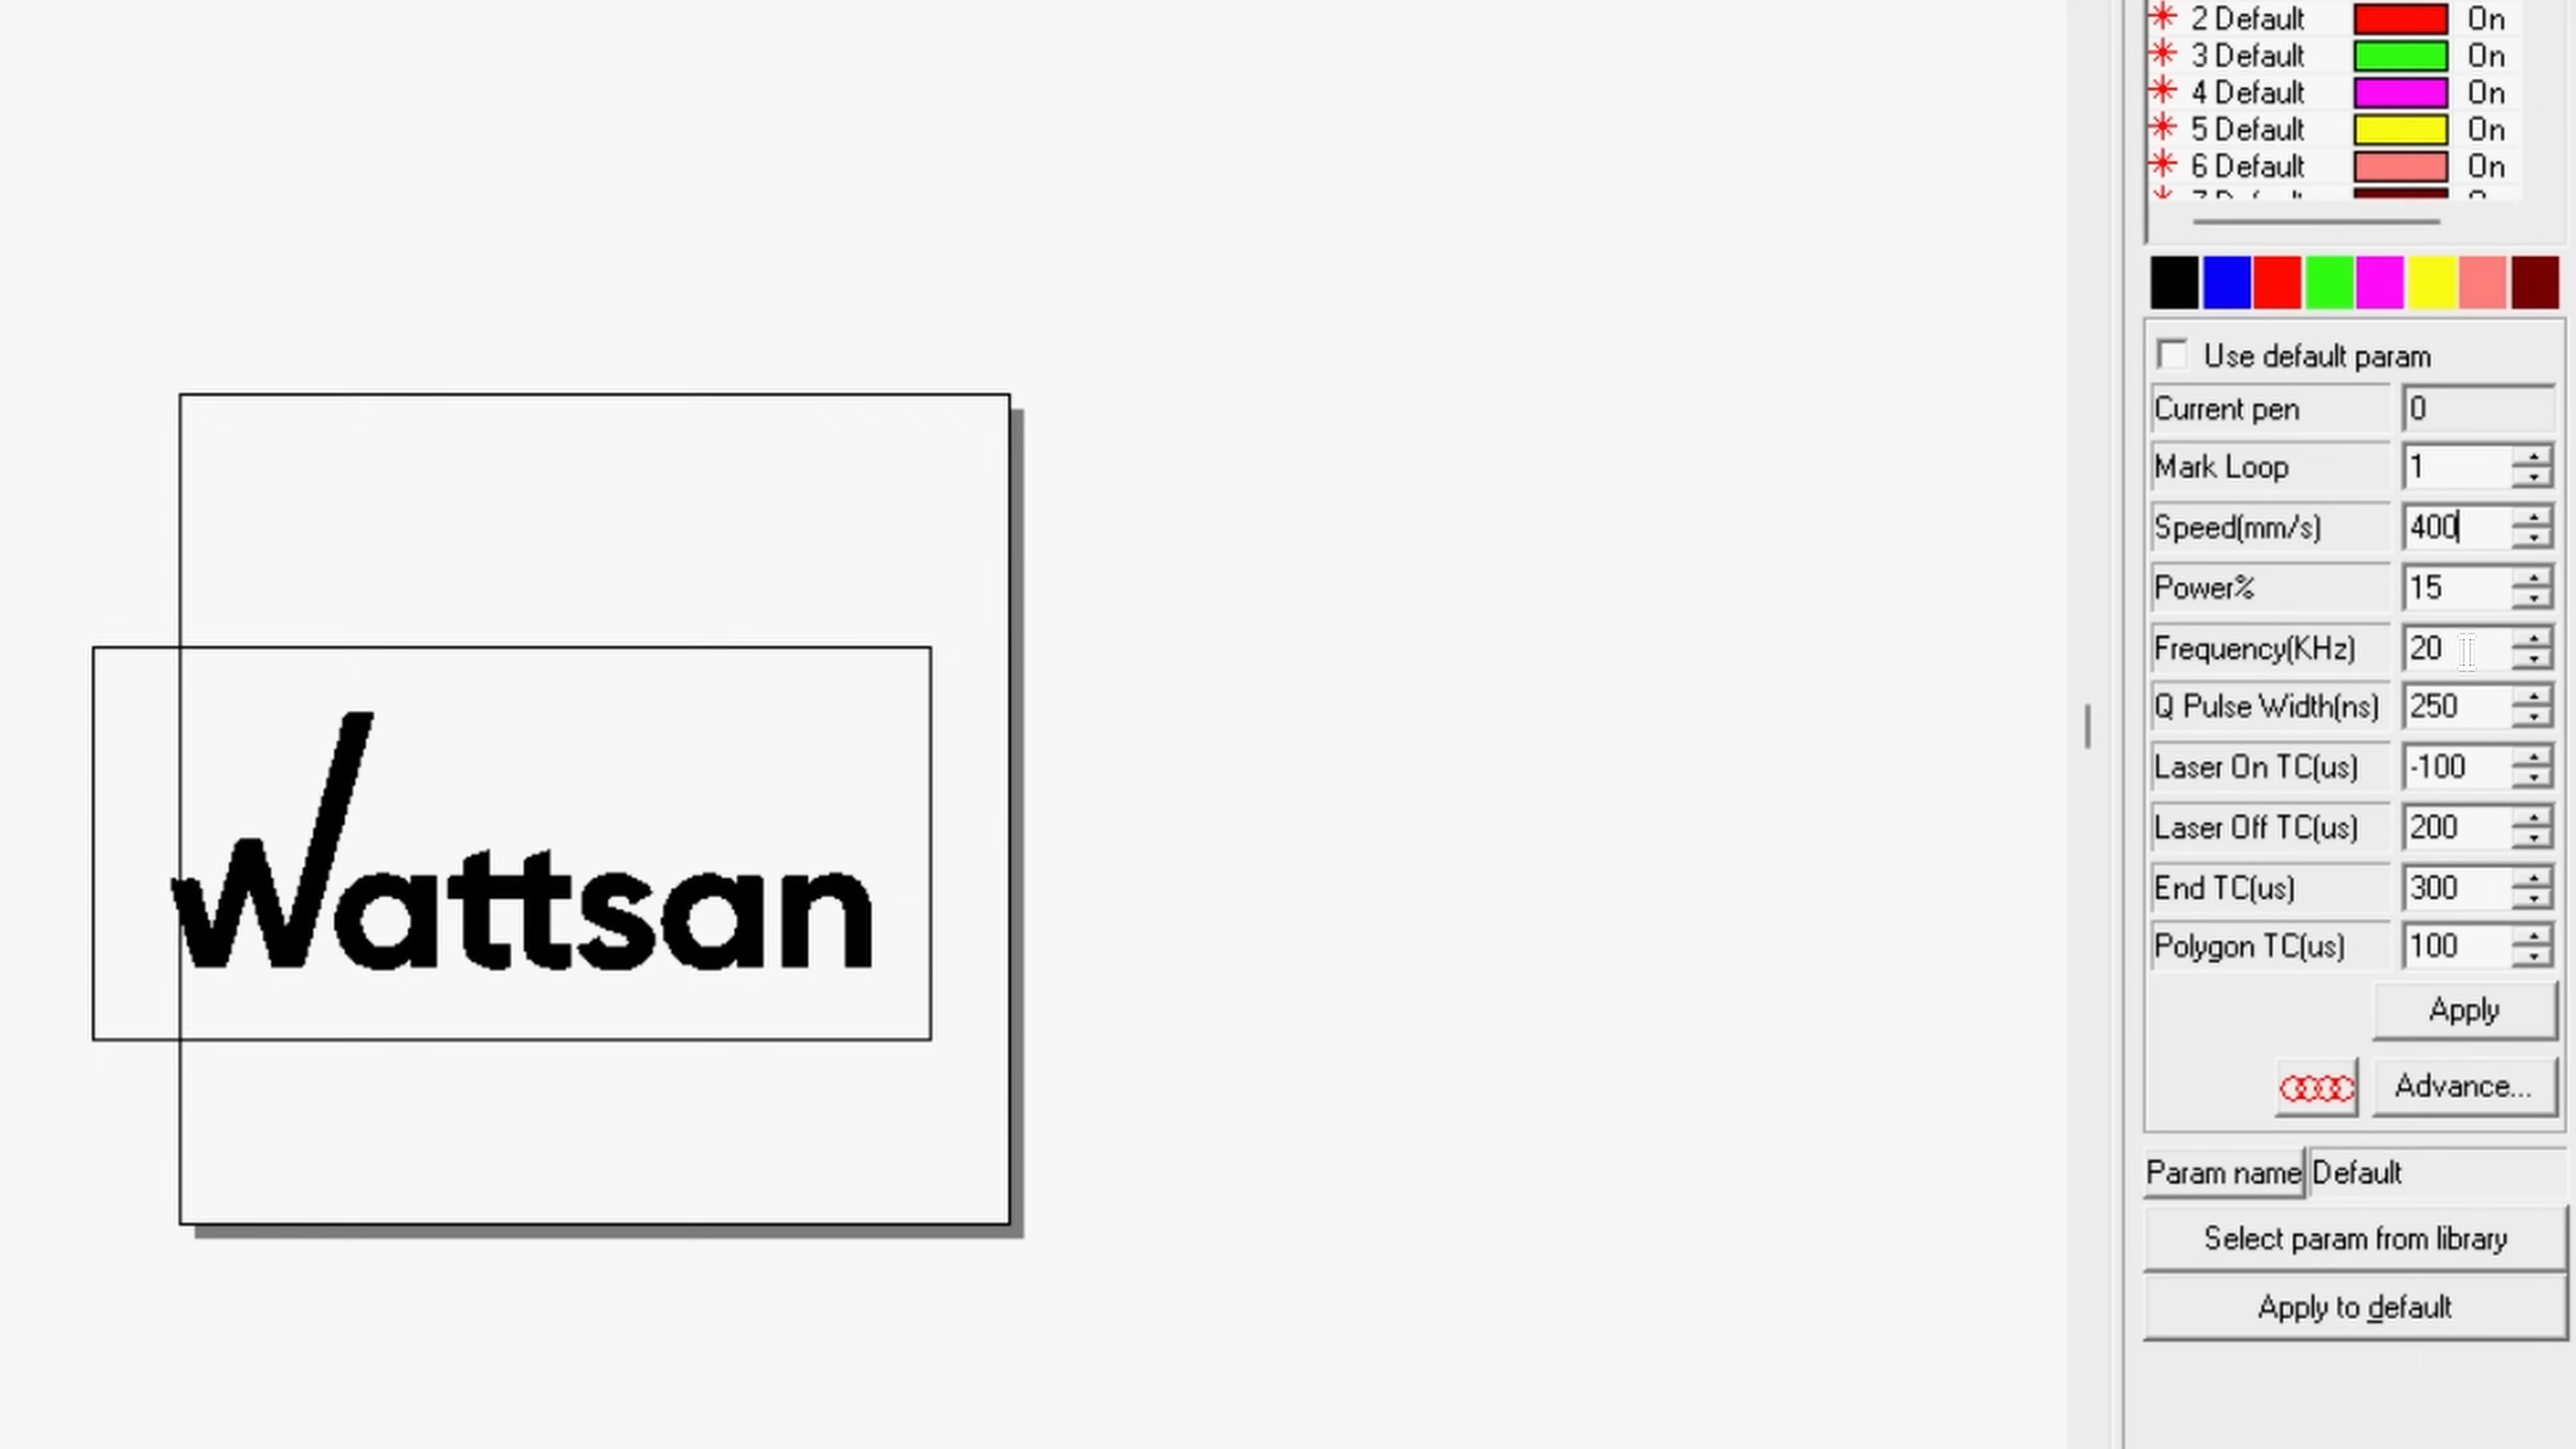 2 Default On
3 Default On
4 Default On
5 Default On
6 Default On
Use default param
Current pen 0
Mark Loop 1
Speed(mm/s) 400
Power% 15
Frequency(KHz) 20
Q Pulse Width(ns) 250
Laser On TC(us) -100
Laser Off TC(us) 200
End TC(us) 300
Polygon TC(us) 100
Apply
Advance...
Param name Default
Select param from library
Apply to default
Wattsan